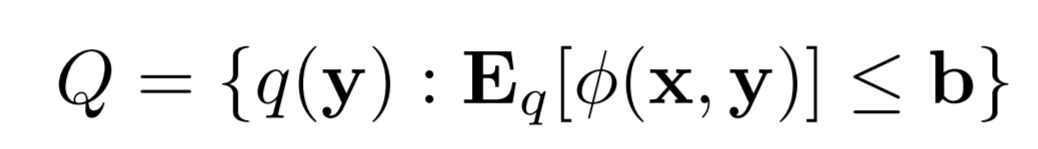 Q = {q(y) : E_q[ϕ(x, y)] ≤ b}